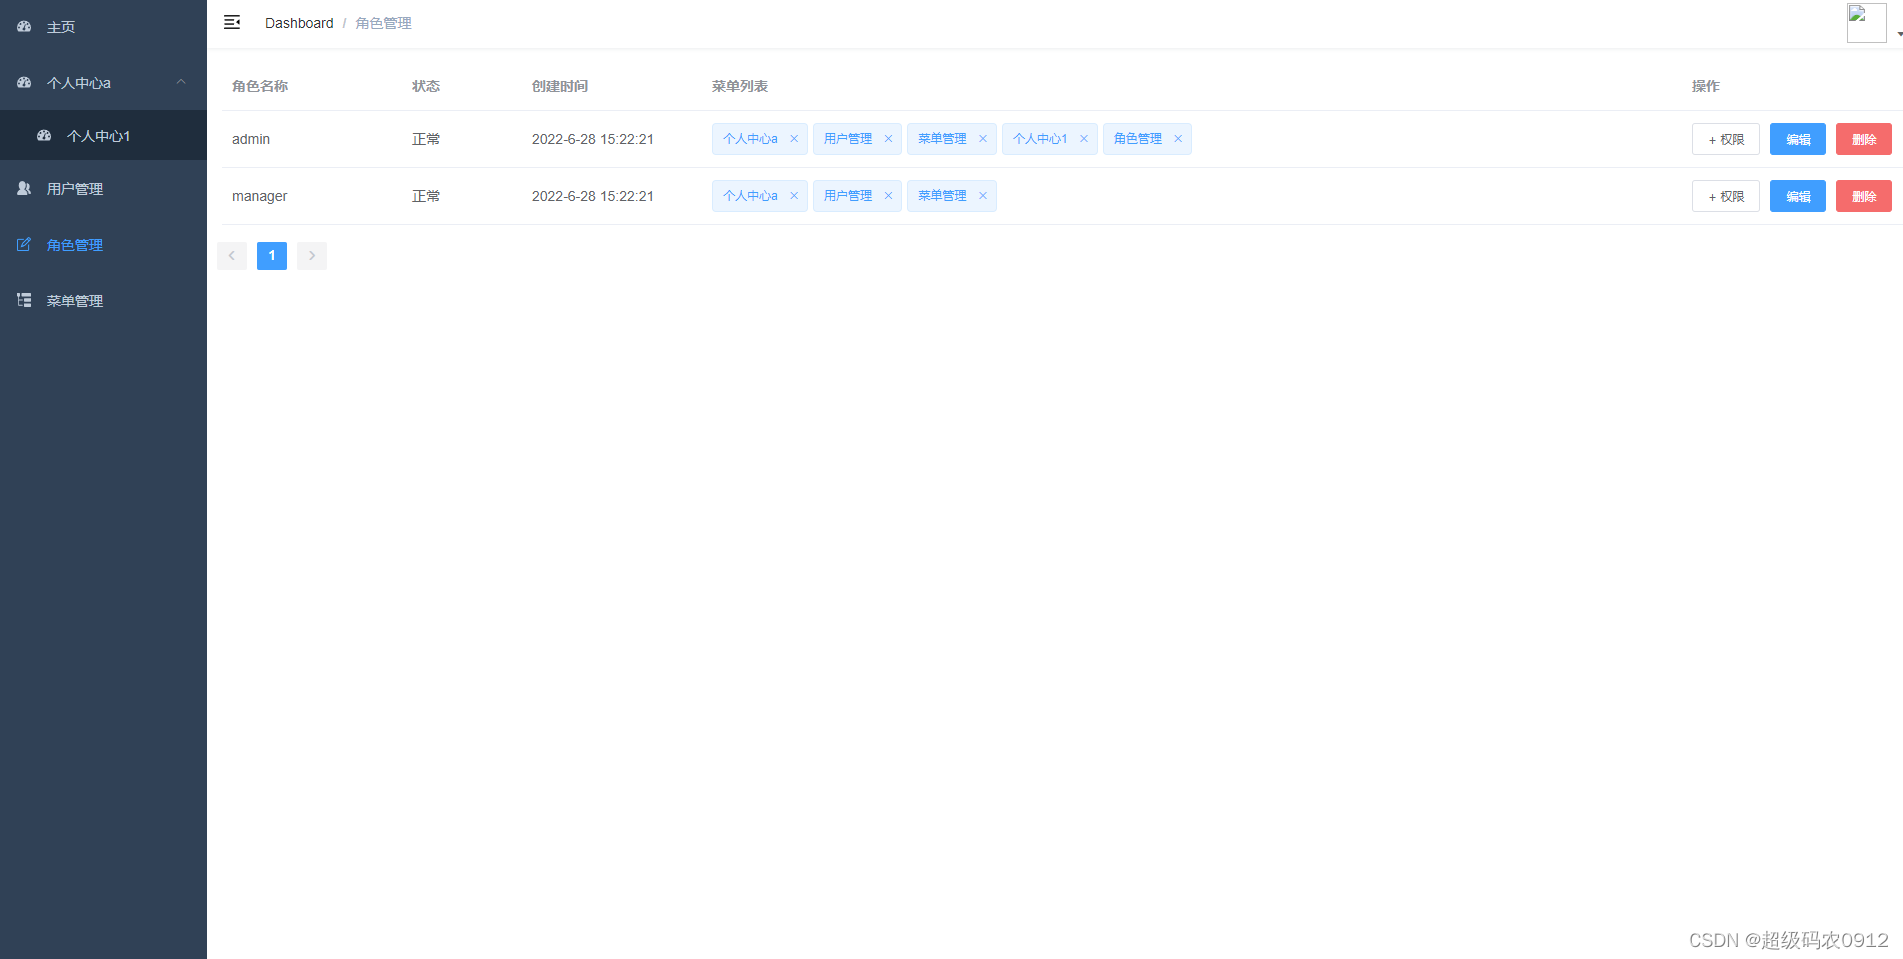 主页
个人中心a
个人中心1
用户管理
角色管理
菜单管理
Dashboard / 角色管理
角色名称 状态 创建时间 菜单列表 操作
admin 正常 2022-6-28 15:22:21 个人中心a 用户管理 菜单管理 个人中心1 角色管理 + 权限 编辑 删除
manager 正常 2022-6-28 15:22:21 个人中心a 用户管理 菜单管理 + 权限 编辑 删除
1
CSDN @超级码农0912